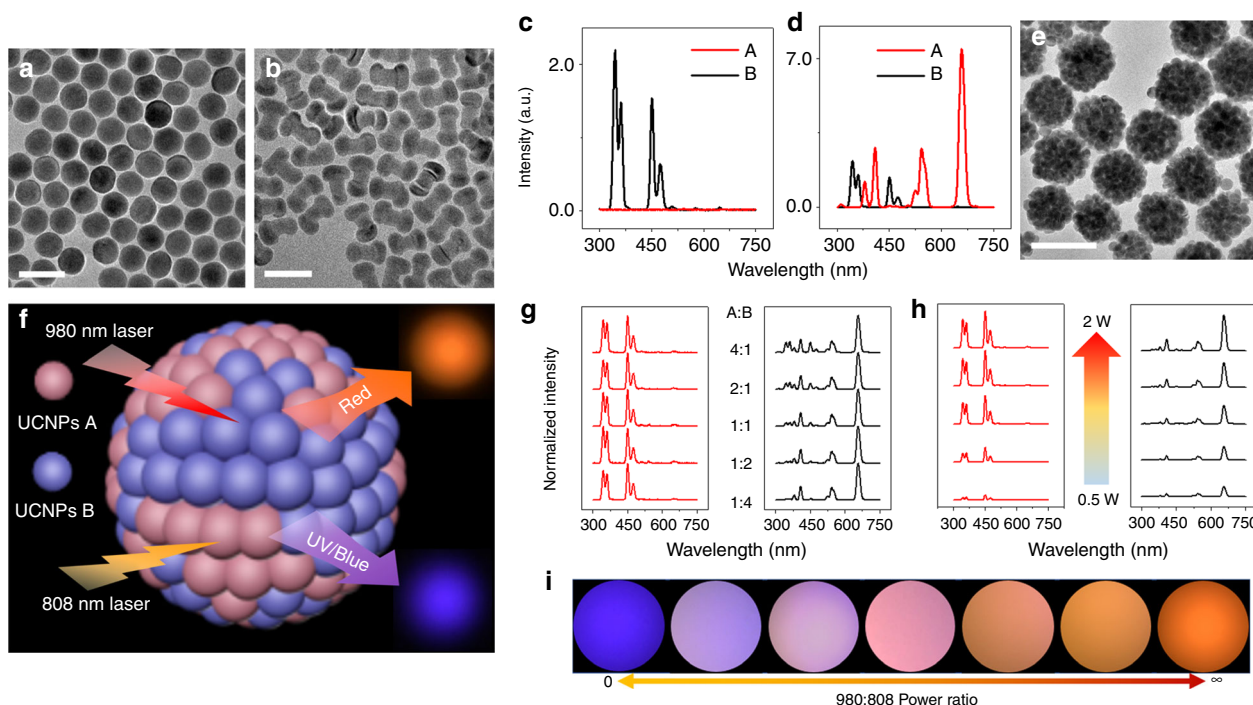 a
b
c
Intensity (a.u.)
2.0
1.0
0.0
A
B
300 450 600 750
d
7.0
0.0
A
B
300 450 600 750
Wavelength (nm)
e
f
980 nm laser
UCNPs A
UCNPs B
808 nm laser
Red
UV/Blue
g
Normalized intensity
A:B
4:1
2:1
1:1
1:2
1:4
300 450 600 750
300 450 600 750
Wavelength (nm)
h
2 W
0.5 W
300 450 600 750
300 450 600 750
Wavelength (nm)
i
0
∞
980:808 Power ratio